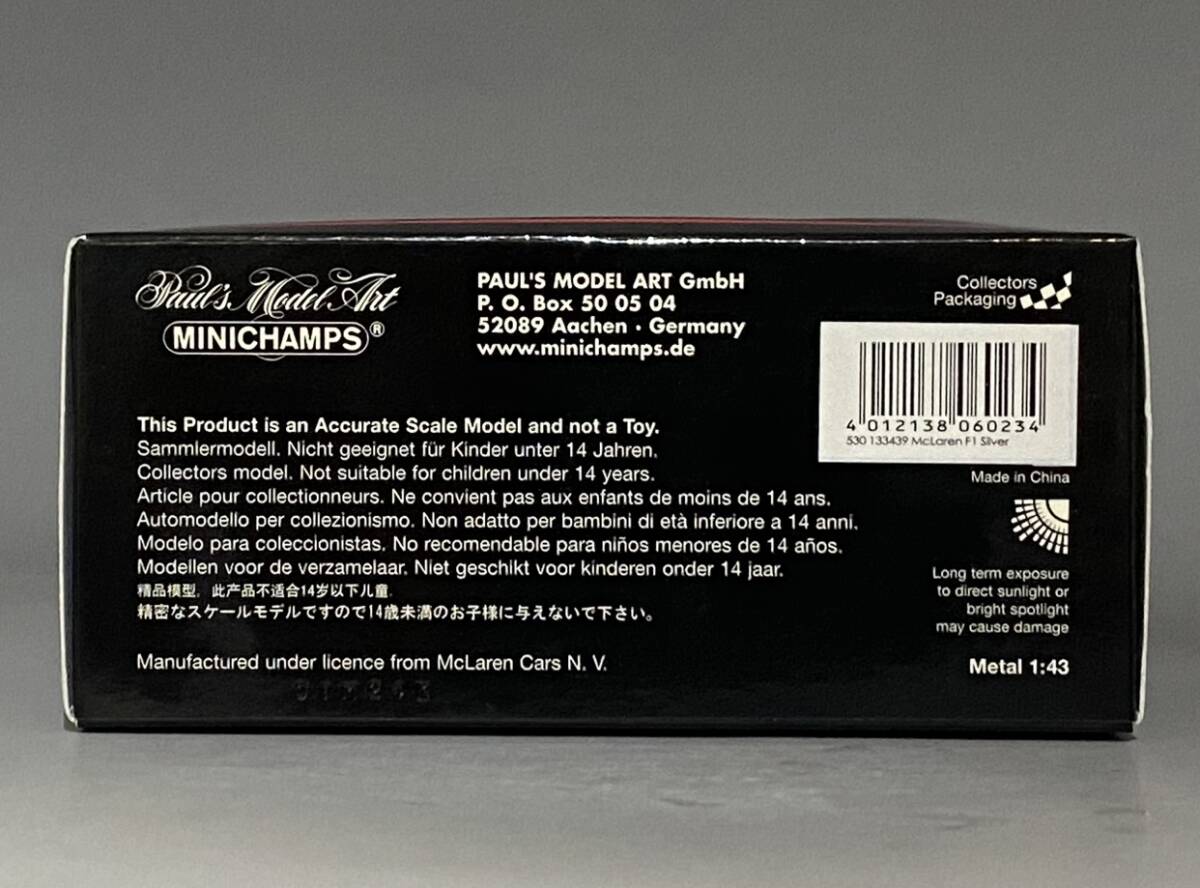 Paul's Model Art
MINICHAMPS®
PAUL'S MODEL ART GmbH
P. O. Box 50 05 04
52089 Aachen · Germany
www.minichamps.de
Collectors
Packaging
4 012138 060234
530 133439 McLaren F1 Silver
Made in China
This Product is an Accurate Scale Model and not a Toy.
Sammlermodell. Nicht geeignet für Kinder unter 14 Jahren.
Collectors model. Not suitable for children under 14 years.
Article pour collectionneurs. Ne convient pas aux enfants de moins de 14 ans.
Automodello per collezionismo. Non adatto per bambini di età inferiore a 14 anni.
Modelo para coleccionistas. No recomendable para niños menores de 14 años.
Modellen voor de verzamelaar. Niet geschikt voor kinderen onder 14 jaar.
精品模型. 此产品不适合14岁以下儿童.
精密なスケールモデルですので14歳未満のお子様に与えないで下さい。
Long term exposure
to direct sunlight or
bright spotlight
may cause damage
Manufactured under licence from McLaren Cars N. V.
Metal 1:43